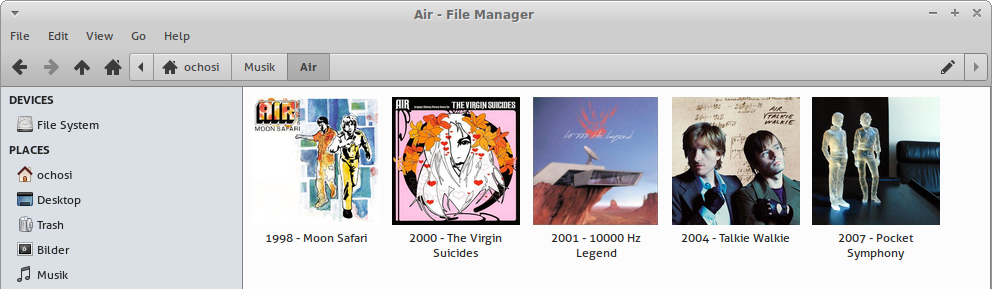 Air - File Manager
File Edit View Go Help
ochosi Musik Air
DEVICES
File System
PLACES
ochosi
Desktop
Trash
Bilder
Musik
AIR
MOON SAFARI
1998 - Moon Safari
AIR
THE VIRGIN SUICIDES
2000 - The Virgin
Suicides
10 000 Hz Legend
2001 - 10000 Hz
Legend
AIR
TALKIE
WALKIE
2004 - Talkie Walkie
2007 - Pocket
Symphony